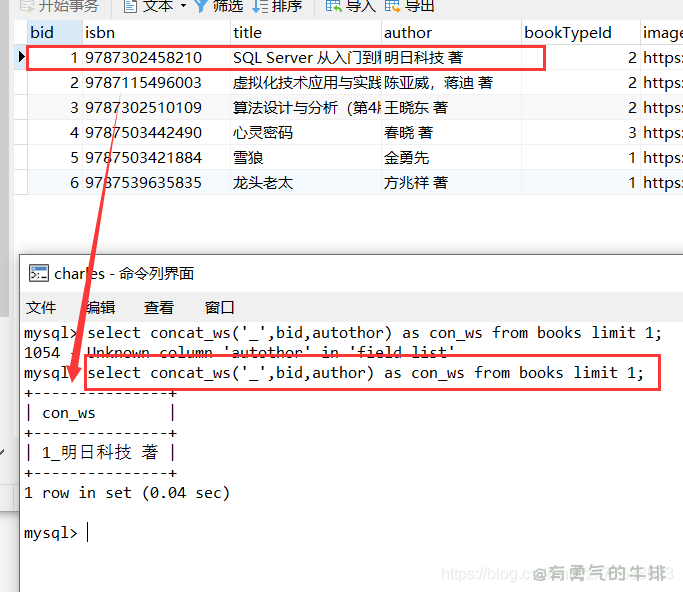 开始事务 文本 筛选 排序 导入 导出
bid isbn title author bookTypeId image
1 9787302458210 SQL Server 从入门到 明日科技 著 2 https:
2 9787115496003 虚拟化技术应用与实践 陈亚威，蒋迪 著 2 https:
3 9787302510109 算法设计与分析（第4 王晓东 著 2 https:
4 9787503442490 心灵密码 春晓 著 3 https:
5 9787503421884 雪狼 金勇先 1 https:
6 9787539635835 龙头老太 方兆祥 著 1 https:
charles - 命令列界面
文件 编辑 查看 窗口
mysql> select concat_ws('_',bid,autothor) as con_ws from books limit 1;
1054 - Unknown column 'autothor' in 'field list'
mysql> select concat_ws('_',bid,author) as con_ws from books limit 1;
+---------------+
| con_ws        |
+---------------+
| 1_明日科技 著 |
+---------------+
1 row in set (0.04 sec)
mysql>
@有勇气的牛排